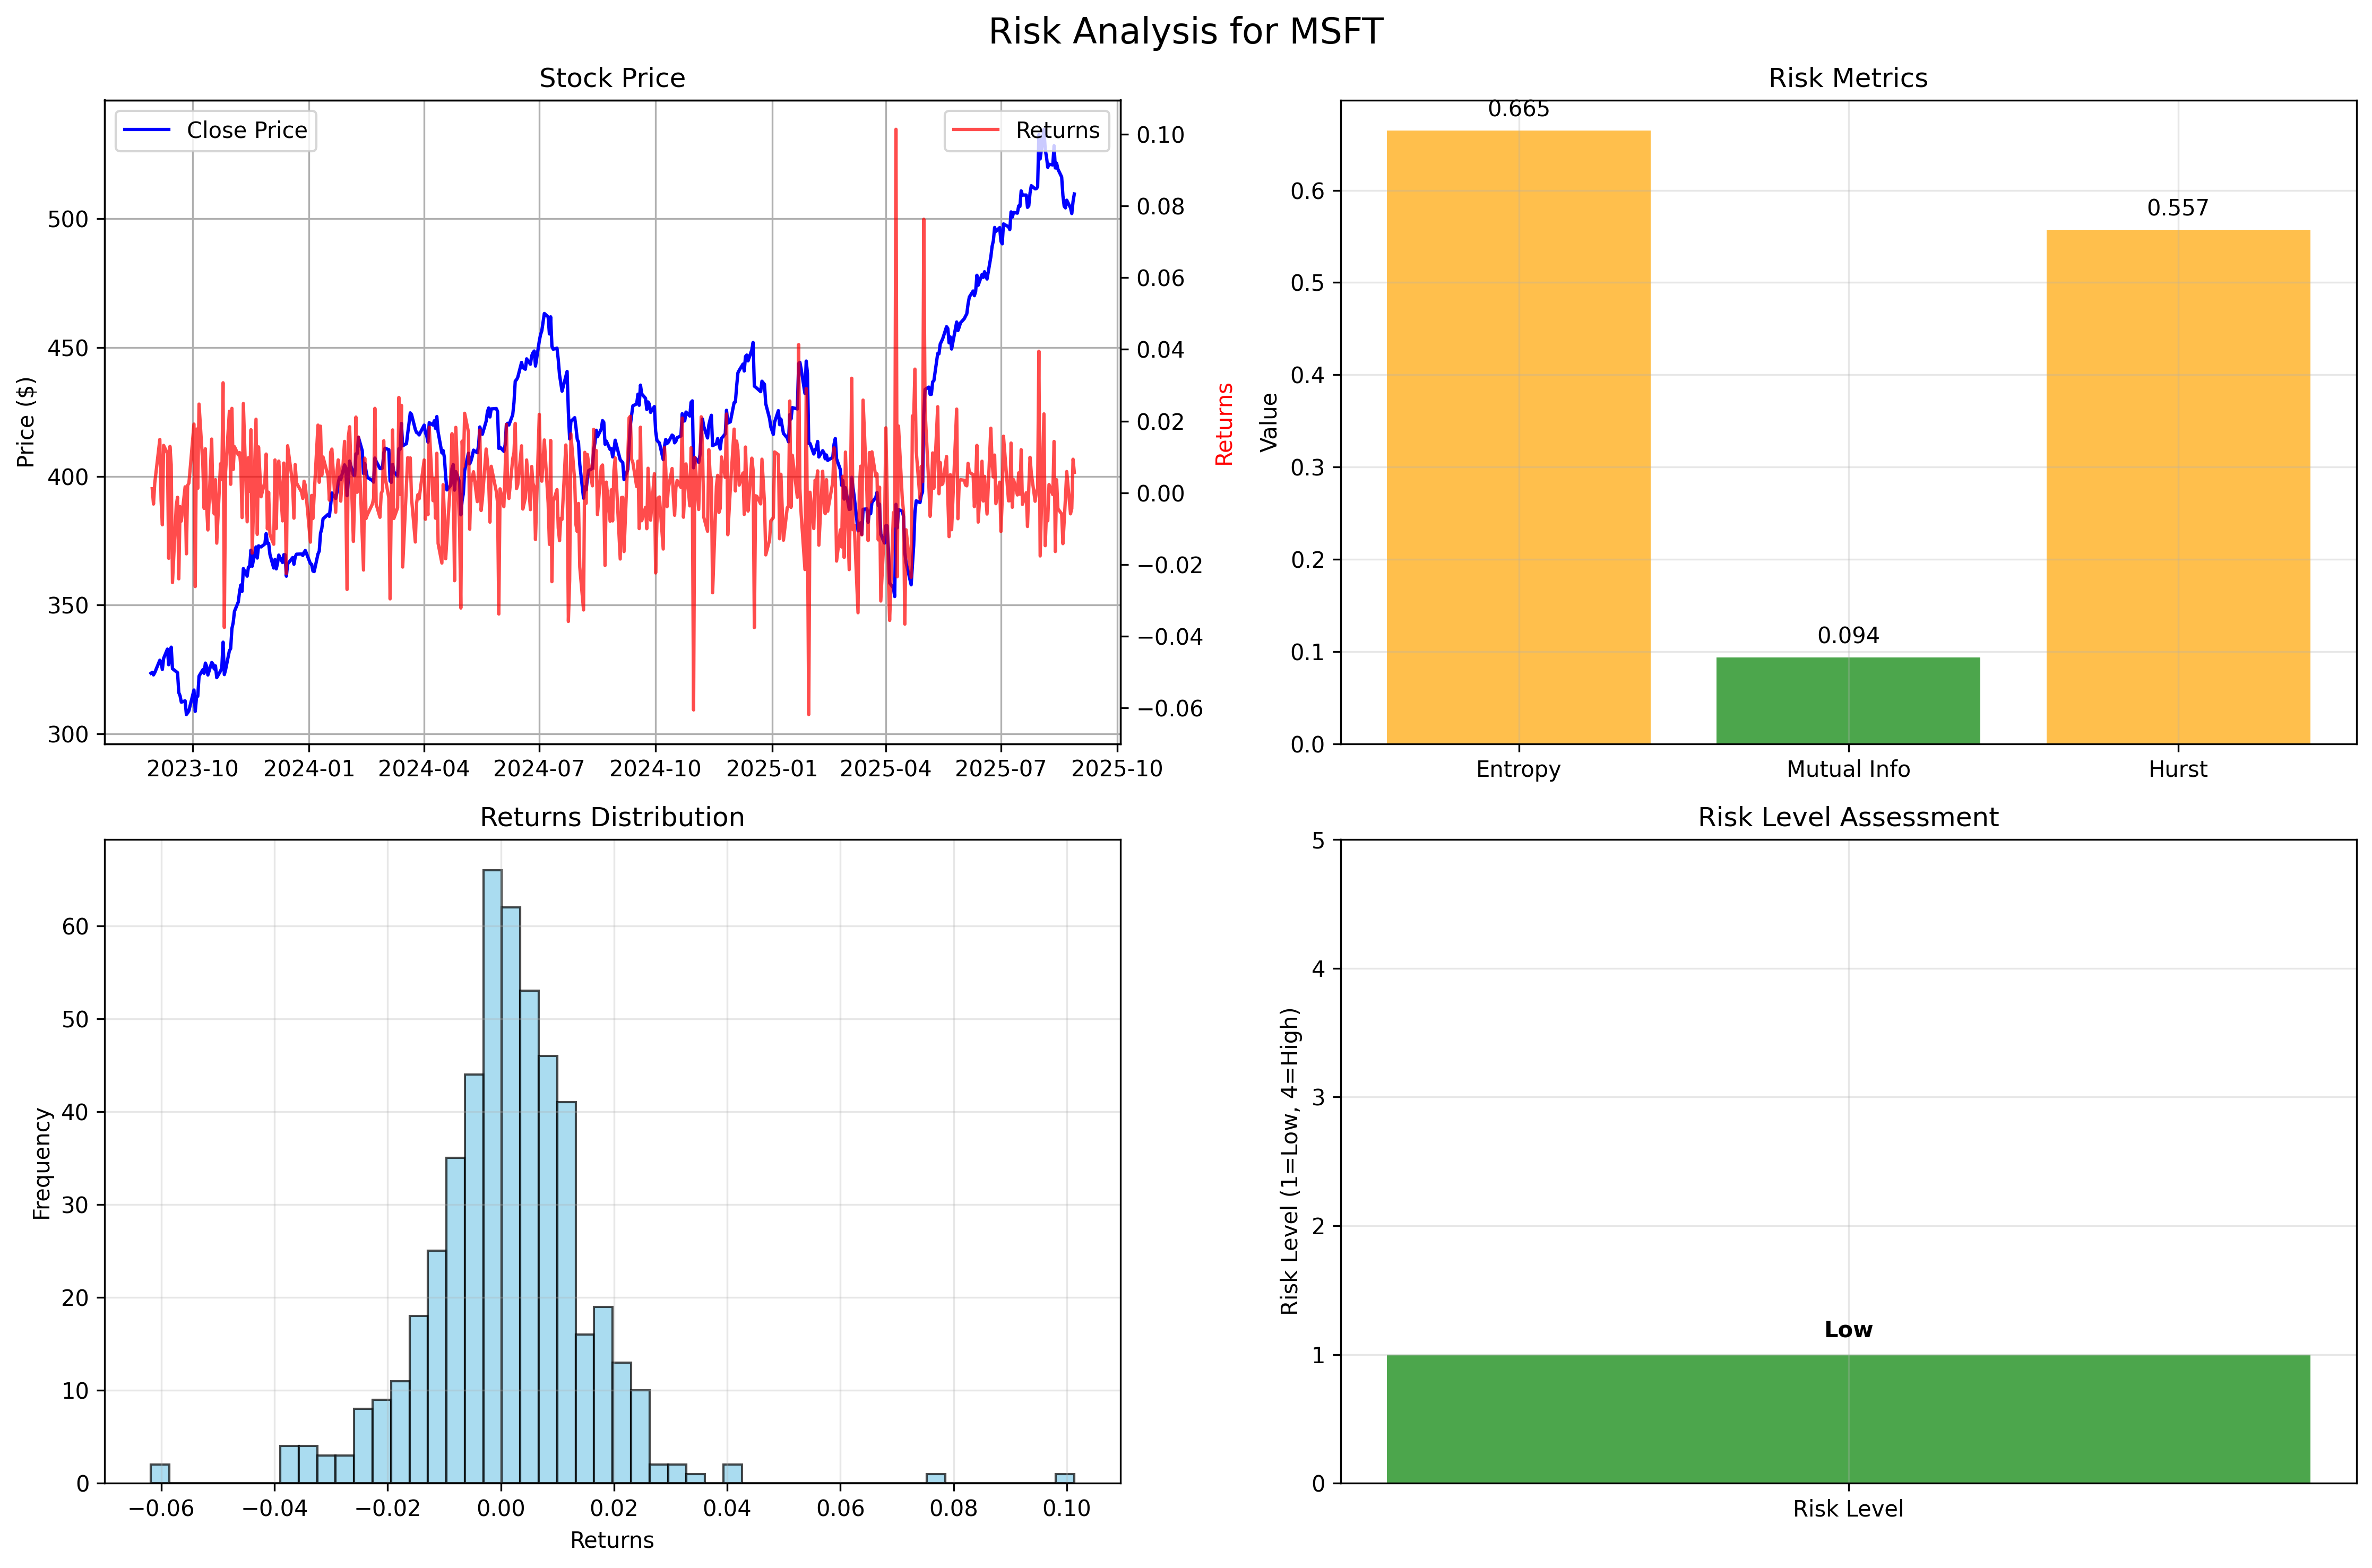 Risk Analysis for MSFT
Stock Price
Close Price
Returns
Price ($)
500
450
400
350
300
0.10
0.08
0.06
0.04
0.02
0.00
−0.02
−0.04
−0.06
Returns
2023-10 2024-01 2024-04 2024-07 2024-10 2025-01 2025-04 2025-07 2025-10
Risk Metrics
Value
0.6
0.5
0.4
0.3
0.2
0.1
0.0
0.665
0.094
0.557
Entropy Mutual Info Hurst
Returns Distribution
Frequency
60
50
40
30
20
10
0
−0.06 −0.04 −0.02 0.00 0.02 0.04 0.06 0.08 0.10
Returns
Risk Level Assessment
Risk Level (1=Low, 4=High)
5
4
3
2
1
0
Low
Risk Level